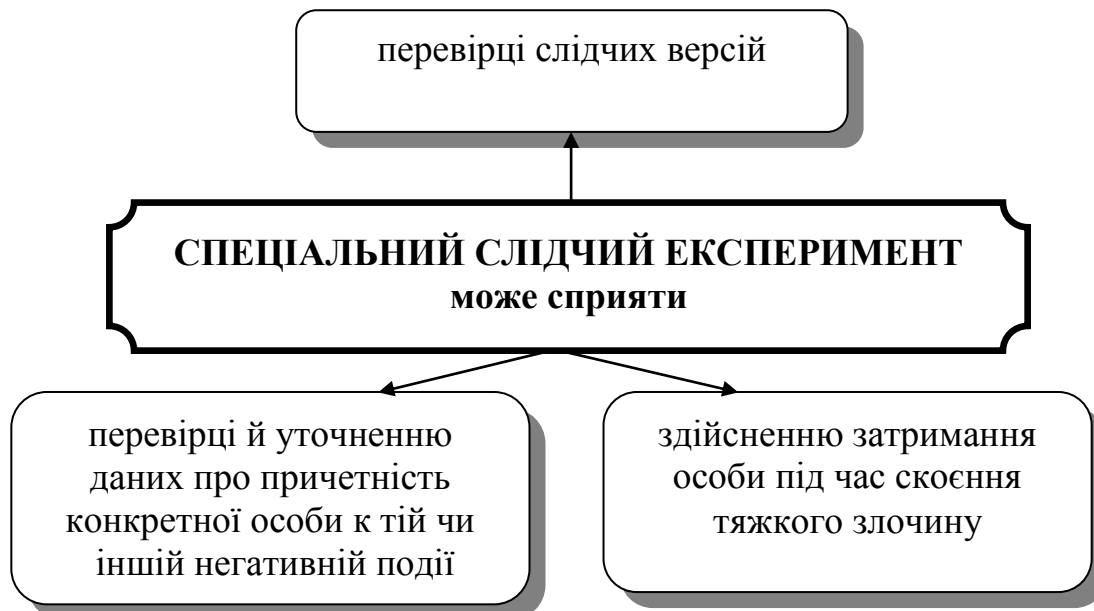 перевірці слідчих версій
СПЕЦІАЛЬНИЙ СЛІДЧИЙ ЕКСПЕРИМЕНТ
може сприяти
перевірці й уточненню
даних про причетність
конкретної особи к тій чи
іншій негативній події
здійсненню затримання
особи під час скоєння
тяжкого злочину